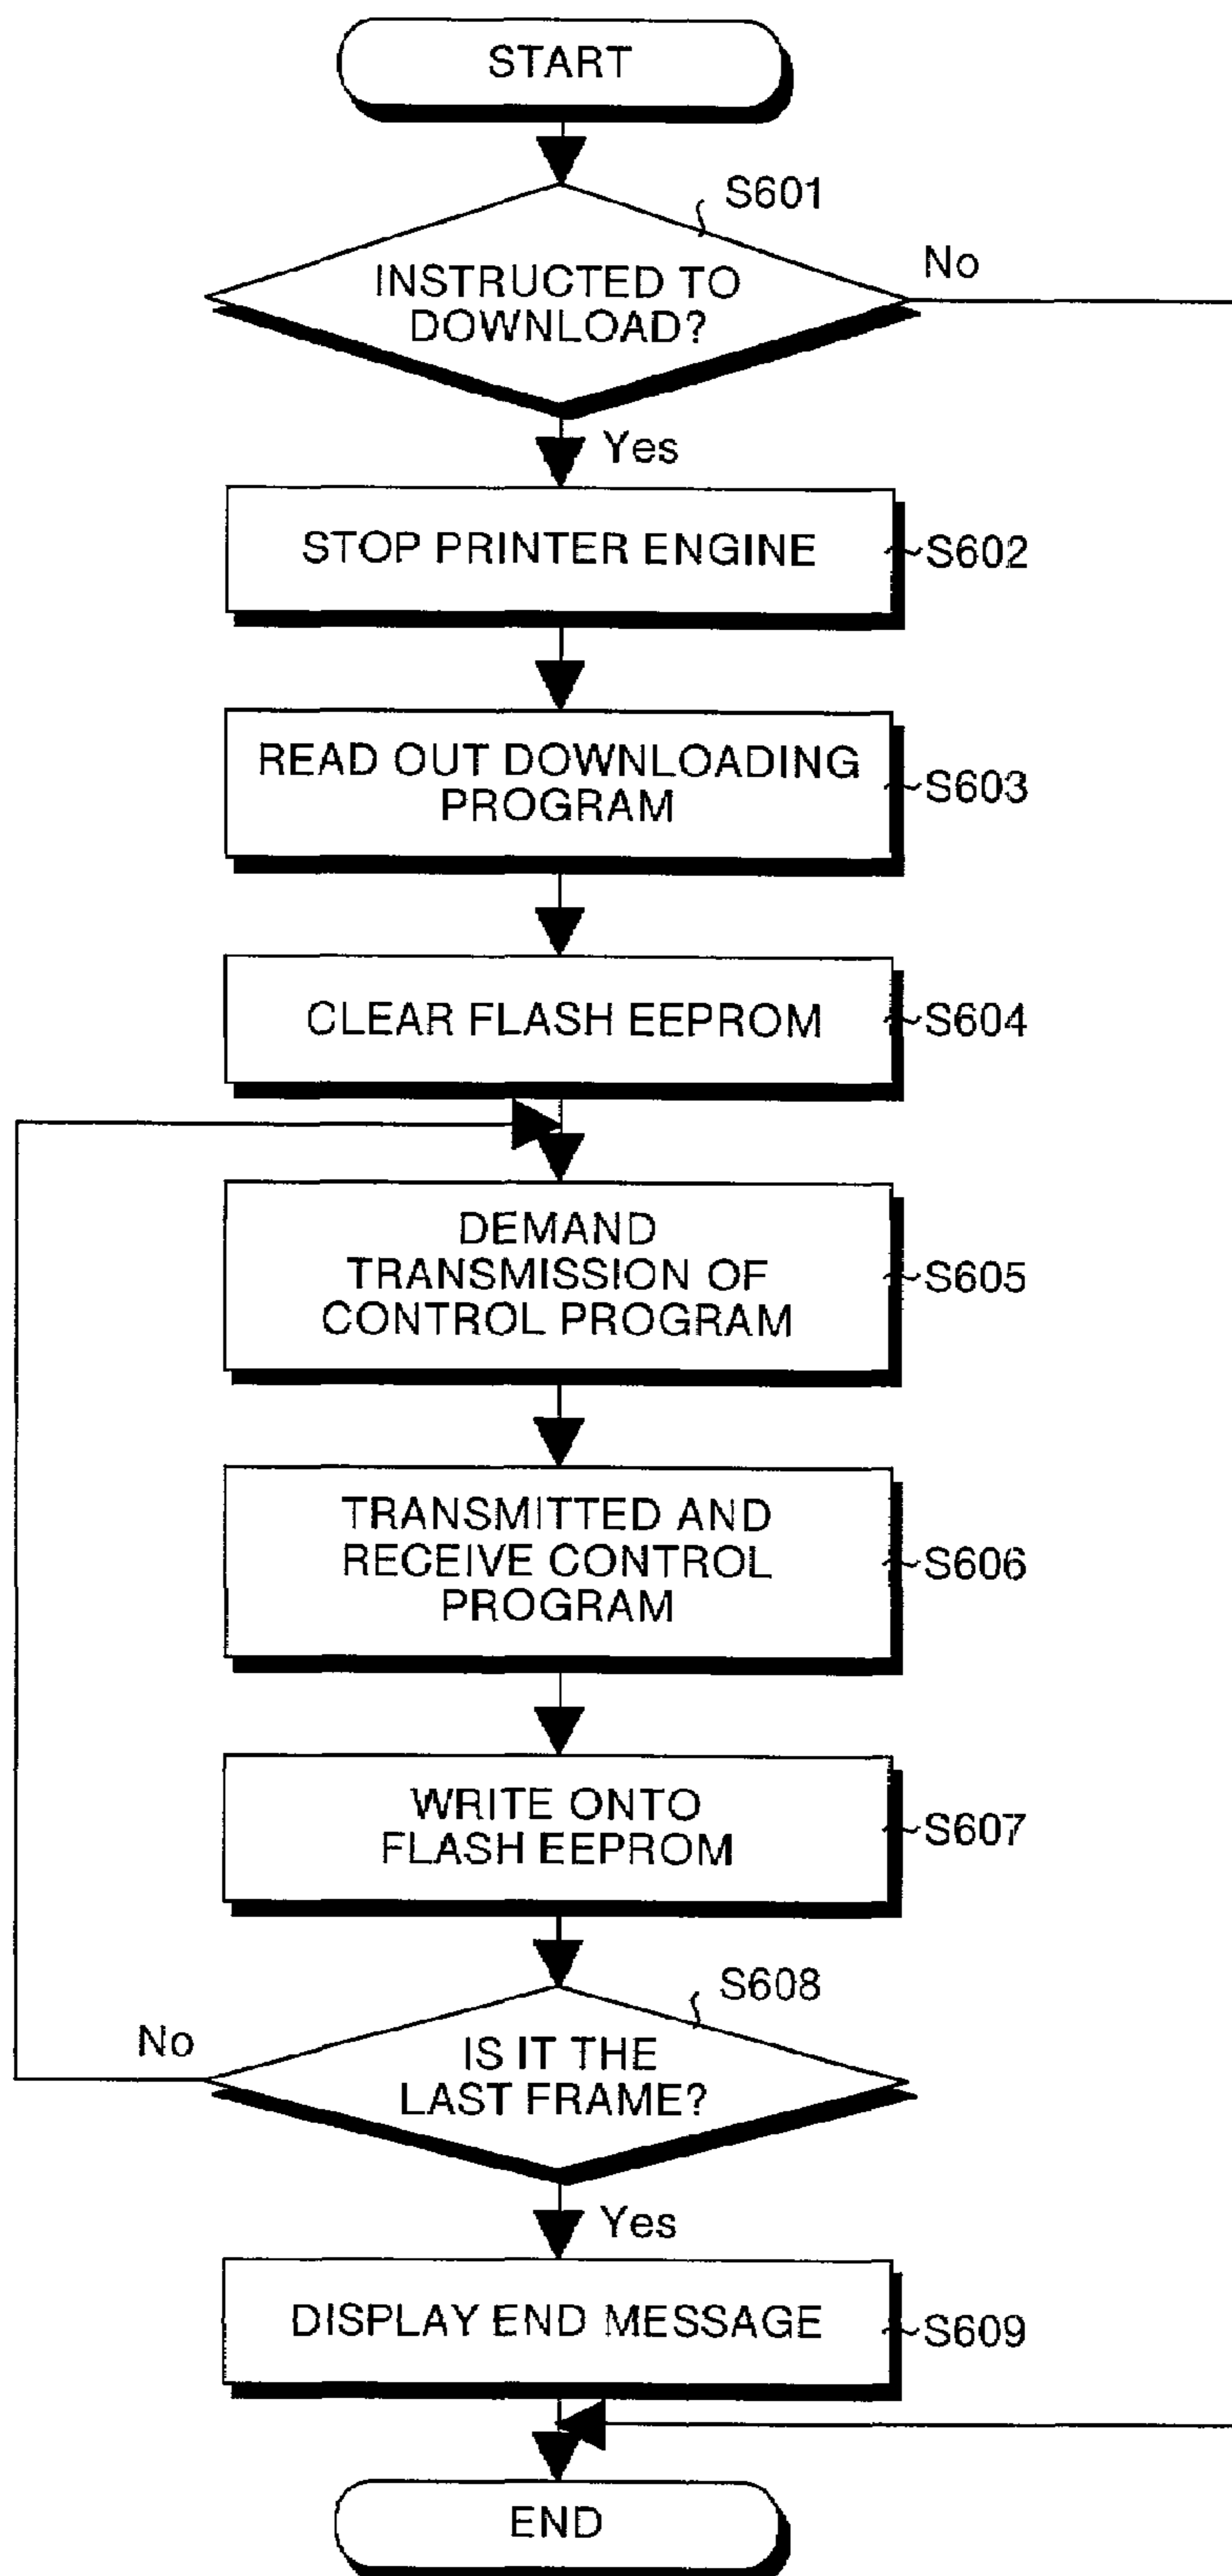 START
S601
No
INSTRUCTED TO
DOWNLOAD?
Yes
STOP PRINTER ENGINE
S602
READ OUT DOWNLOADING
PROGRAM
S603
CLEAR FLASH EEPROM
S604
DEMAND
TRANSMISSION OF
CONTROL PROGRAM
S605
TRANSMITTED AND
RECEIVE CONTROL
PROGRAM
S606
WRITE ONTO
FLASH EEPROM
S607
S608
No
IS IT THE
LAST FRAME?
Yes
DISPLAY END MESSAGE
S609
END